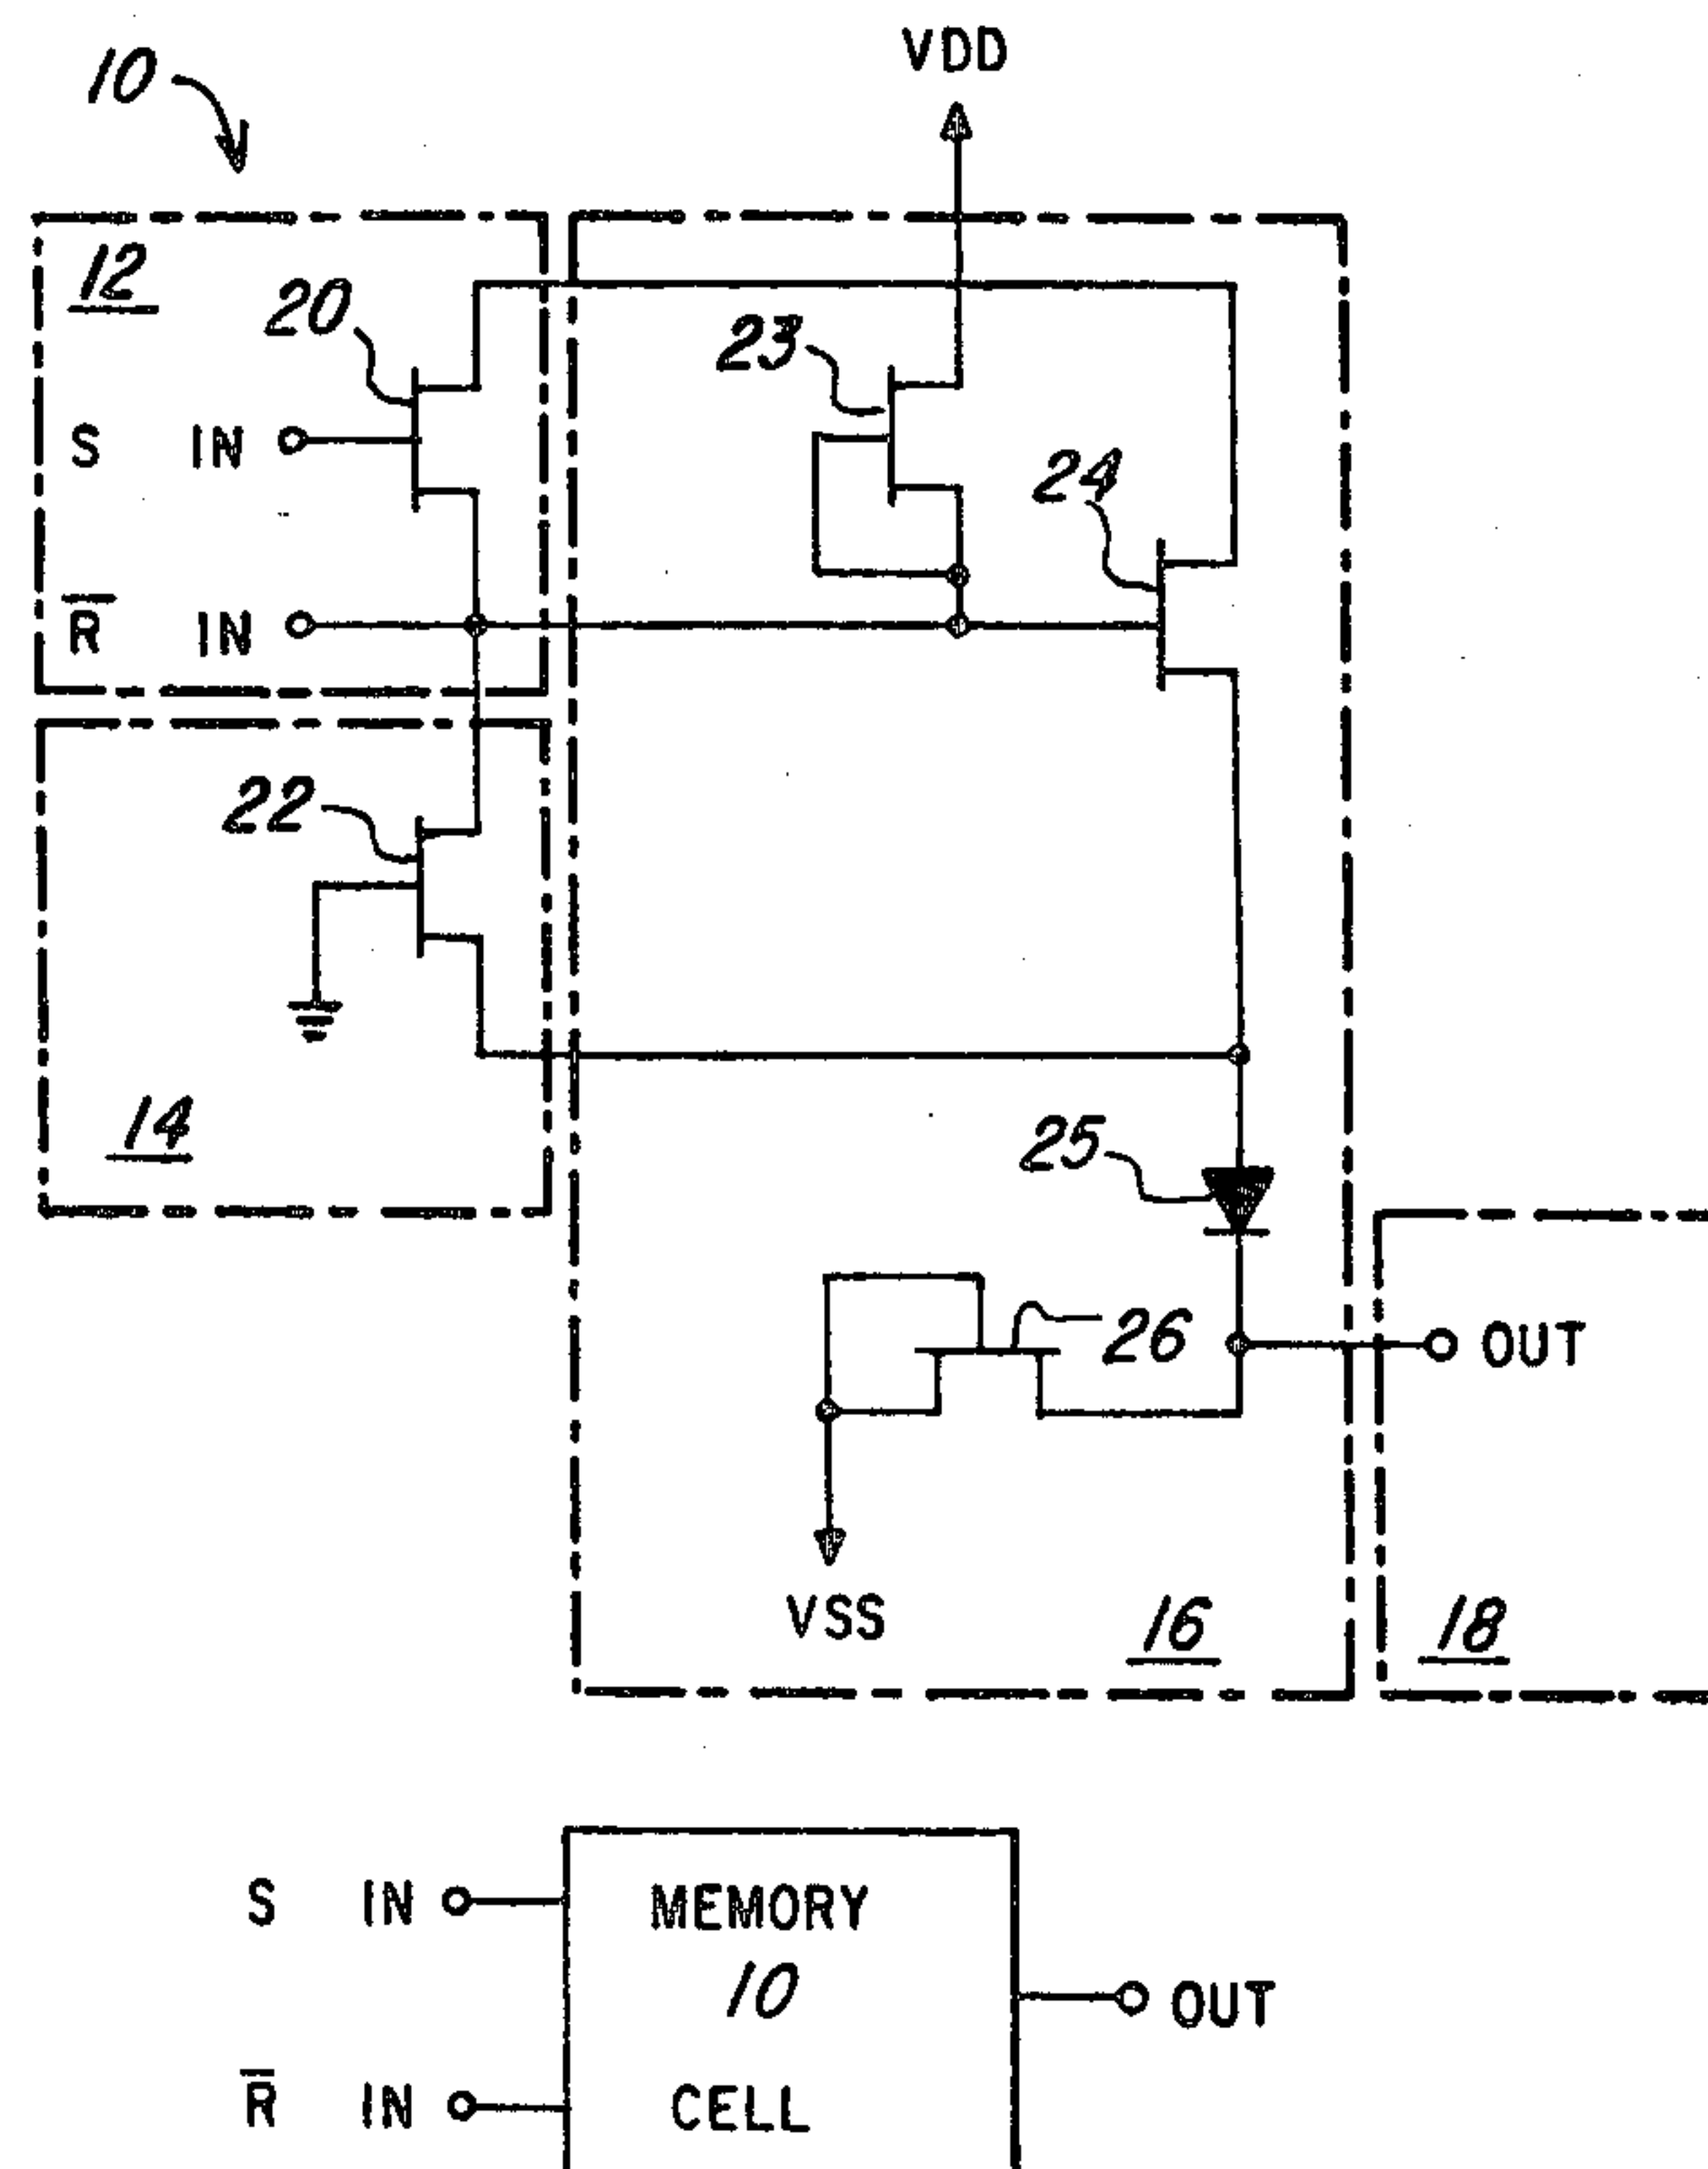 10
VDD
12
20
23
24
S IN
R̅ IN
22
14
25
26
OUT
VSS
16
18
S IN
MEMORY
10
OUT
R̅ IN
CELL